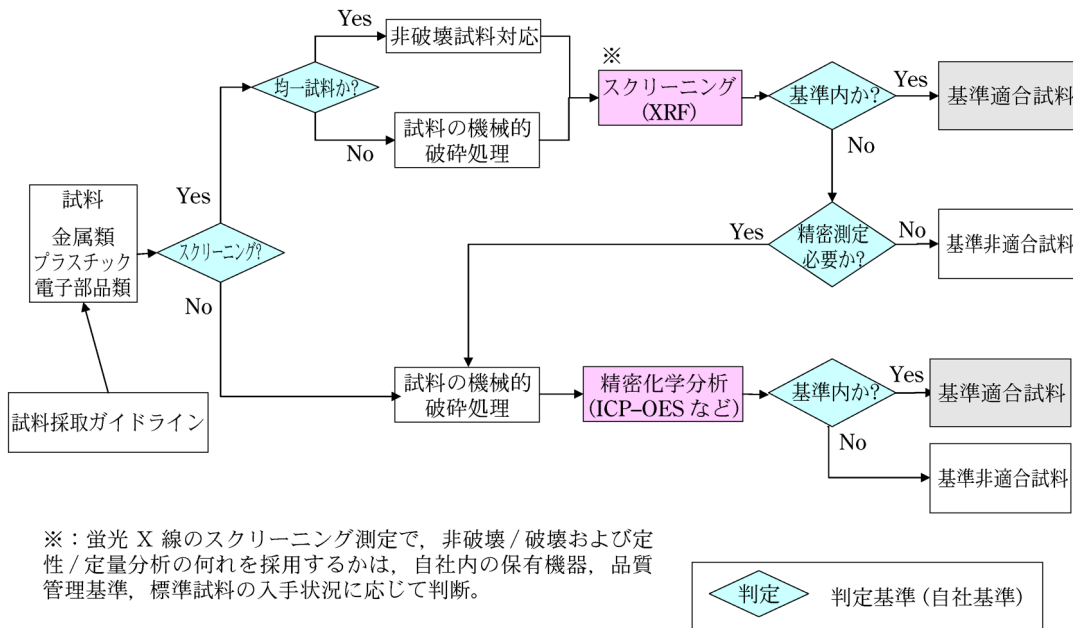 試料
金属類
プラスチック
電子部品類
試料採取ガイドライン
スクリーニング?
Yes
No
均一試料か?
Yes
No
非破壊試料対応
試料の機械的
破砕処理
※
スクリーニング
(XRF)
基準内か?
Yes
No
基準適合試料
精密測定
必要か?
Yes
No
基準非適合試料
試料の機械的
破砕処理
精密化学分析
(ICP–OES など)
基準内か?
Yes
No
基準適合試料
基準非適合試料
※：蛍光 X 線のスクリーニング測定で，非破壊 / 破壊および定
性 / 定量分析の何れを採用するかは，自社内の保有機器，品質
管理基準，標準試料の入手状況に応じて判断。
判定
判定基準 (自社基準)